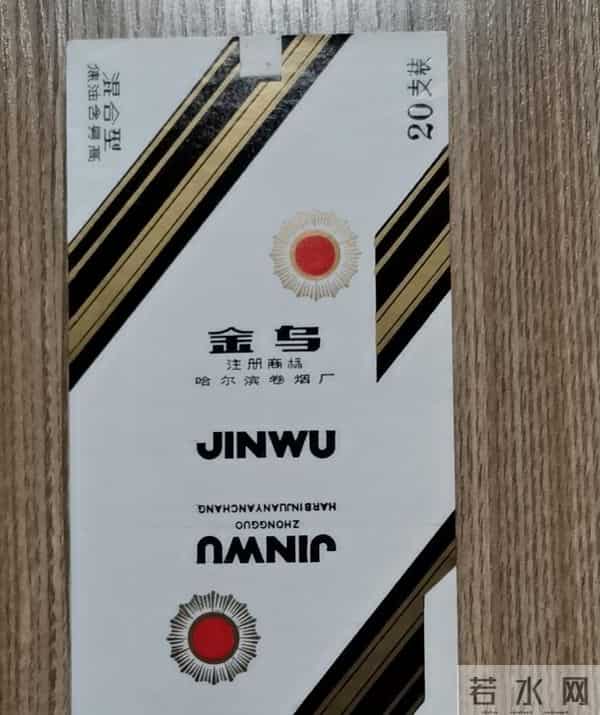 混合型
焦油含量高
20支装
金乌
注册商标
哈尔滨卷烟厂
JINWU
JINWU
ZHONGGUO
HARBINJUANYANCHANG
若水网